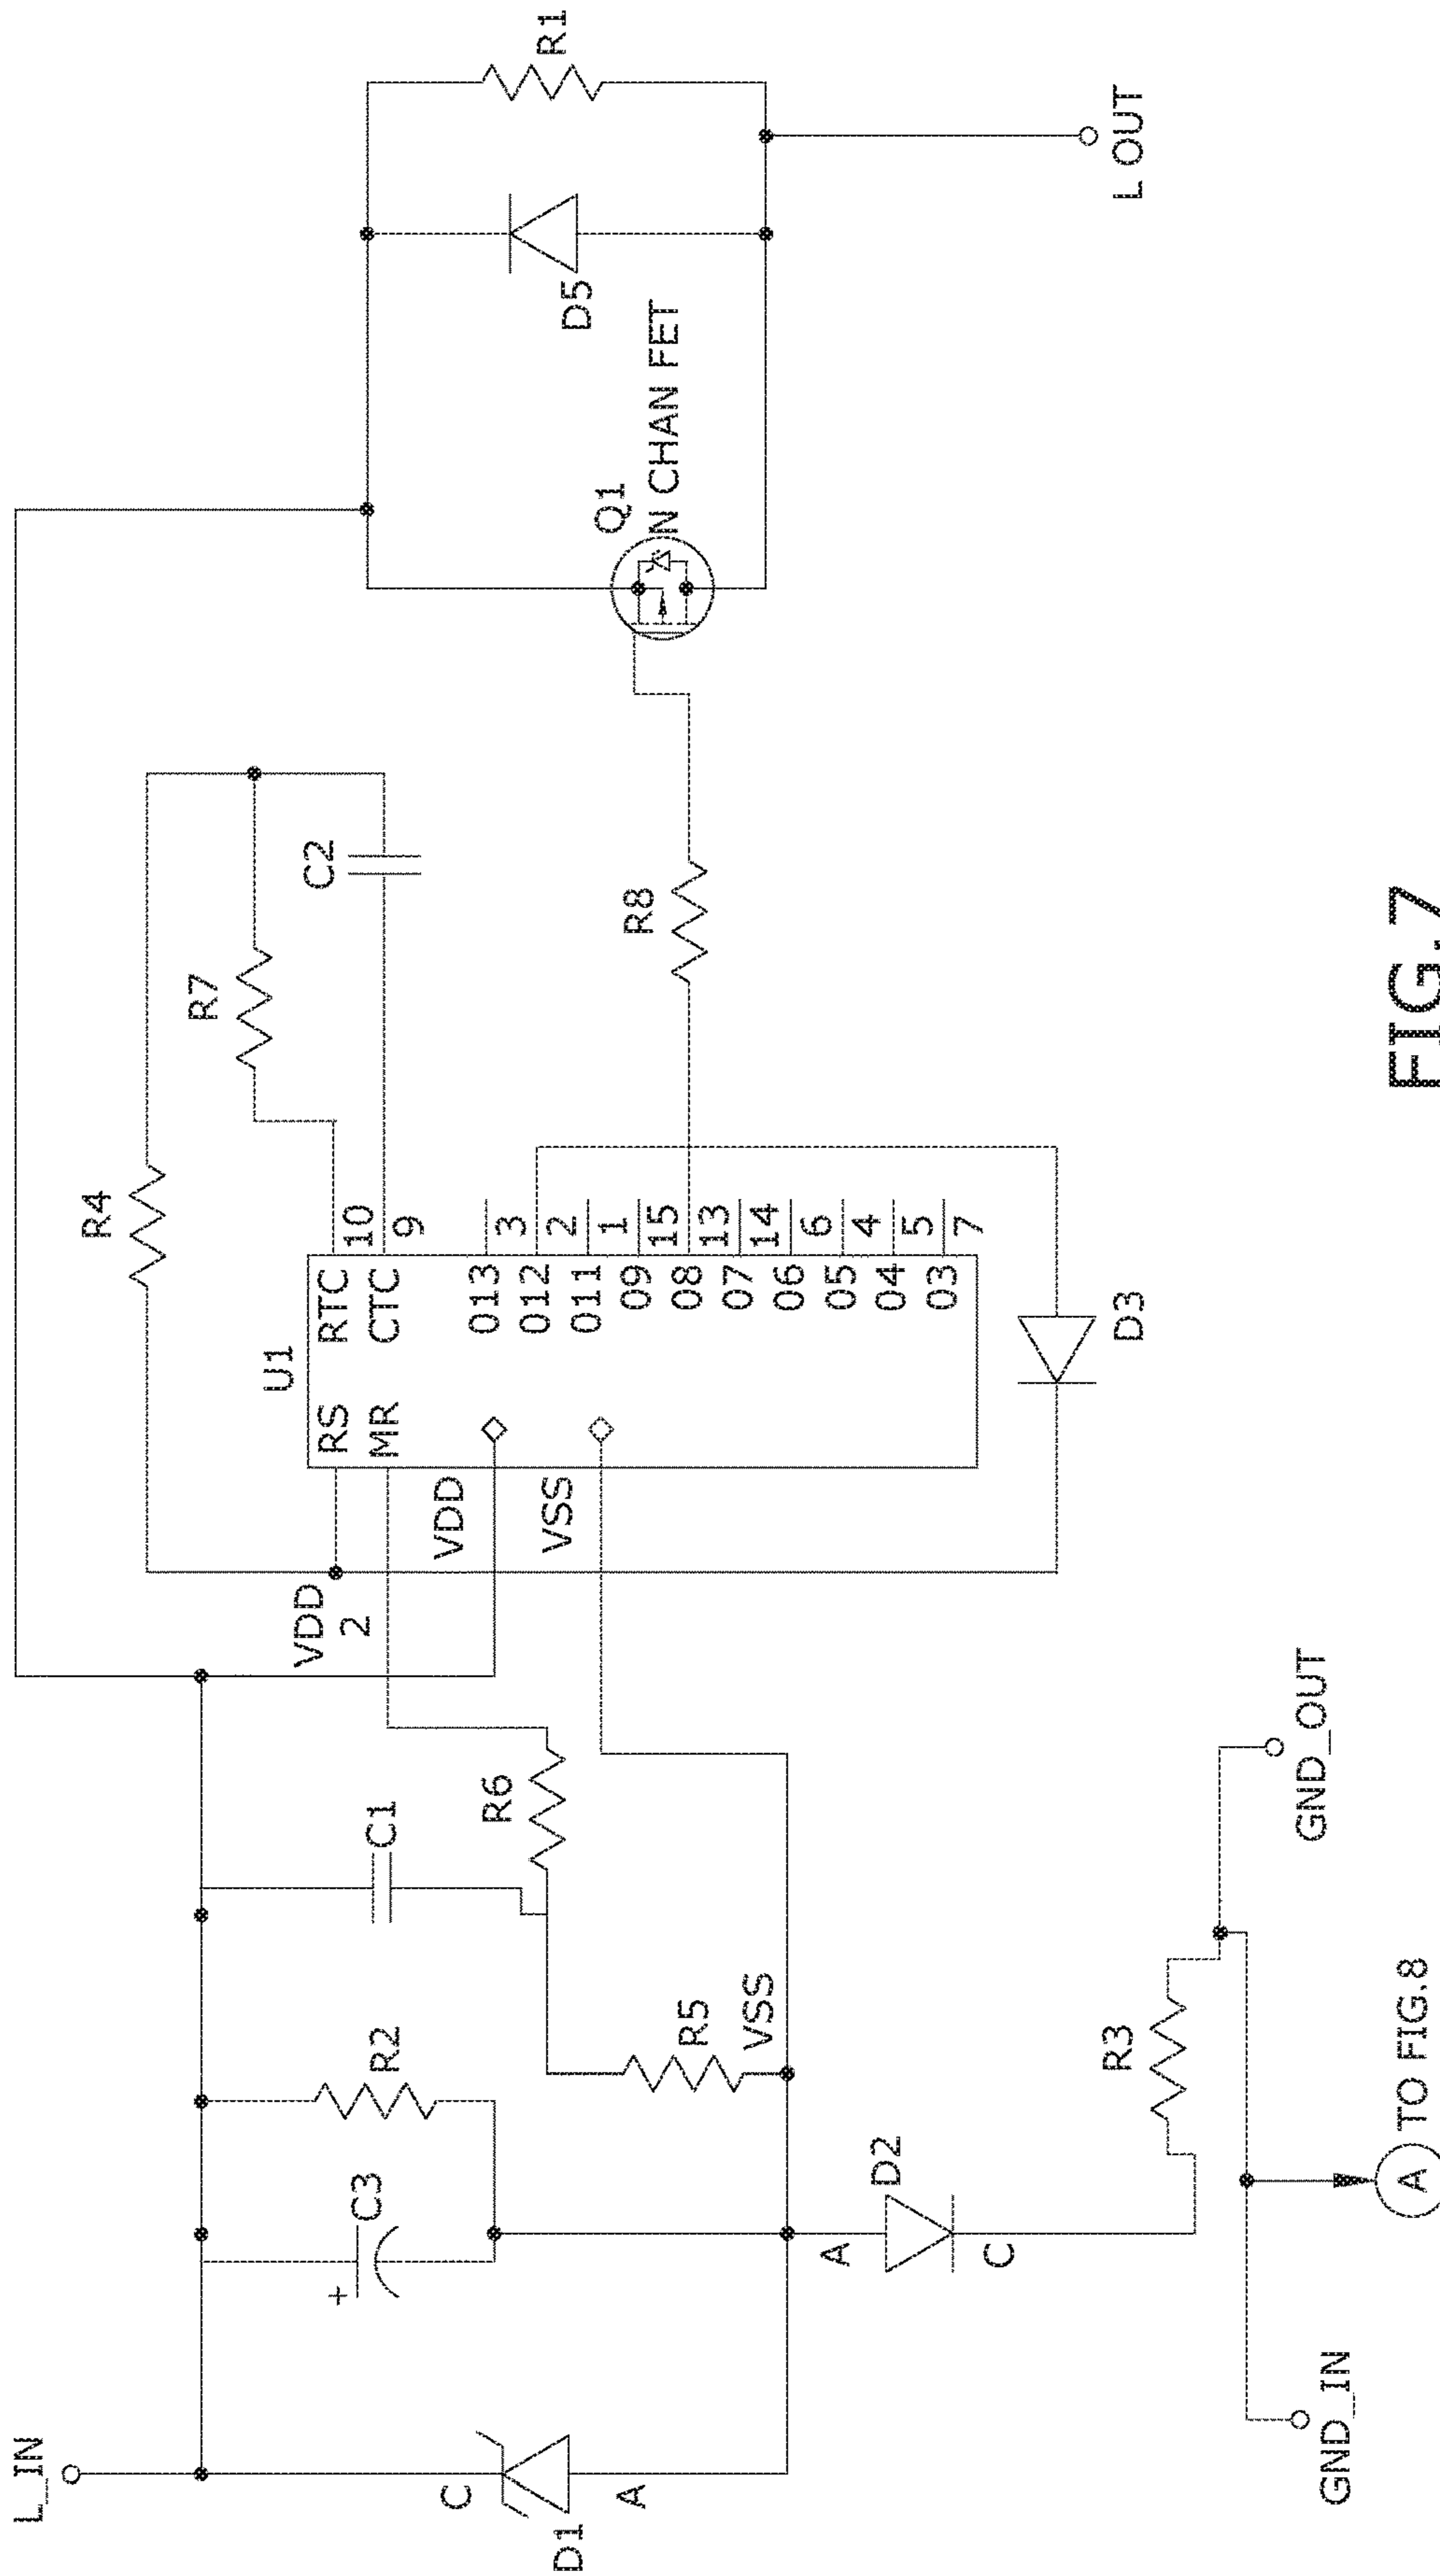 L_IN
C
A
D1
+
C3
R2
C1
R6
R5
VSS
A
D2
C
R3
GND_IN
GND_OUT
A
TO FIG.8
VDD
2
VDD
VSS
U1
RS
MR
RTC
CTC
10
9
013
012
011
09
08
07
06
05
04
03
3
2
1
15
13
14
6
4
5
7
D3
R4
R7
C2
R8
Q1
N CHAN FET
D5
R1
L OUT
FIG.7